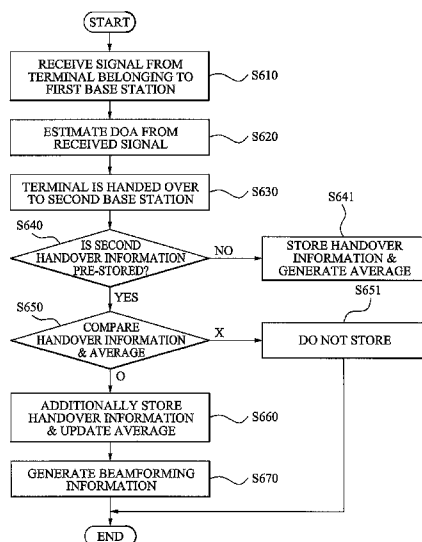 START
RECEIVE SIGNAL FROM
TERMINAL BELONGING TO
FIRST BASE STATION
S610
ESTIMATE DOA FROM
RECEIVED SIGNAL
S620
TERMINAL IS HANDED OVER
TO SECOND BASE STATION
S630
S640
IS SECOND
HANDOVER INFORMATION
PRE-STORED?
NO
S641
STORE HANDOVER
INFORMATION &
GENERATE AVERAGE
YES
S650
COMPARE
HANDOVER INFORMATION
& AVERAGE
X
S651
DO NOT STORE
O
ADDITIONALLY STORE
HANDOVER INFORMATION
& UPDATE AVERAGE
S660
GENERATE BEAMFORMING
INFORMATION
S670
END